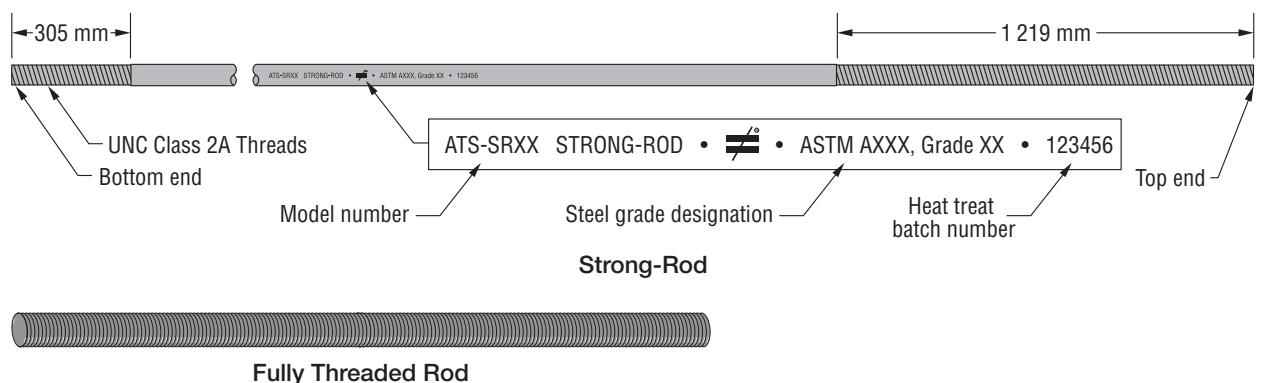 305 mm
1 219 mm
ATS-SRXX STRONG-ROD • • ASTM AXXX, Grade XX • 123456
UNC Class 2A Threads
Bottom end
ATS-SRXX STRONG-ROD • • ASTM AXXX, Grade XX • 123456
Top end
Model number
Steel grade designation
Heat treat
batch number
Strong-Rod
Fully Threaded Rod